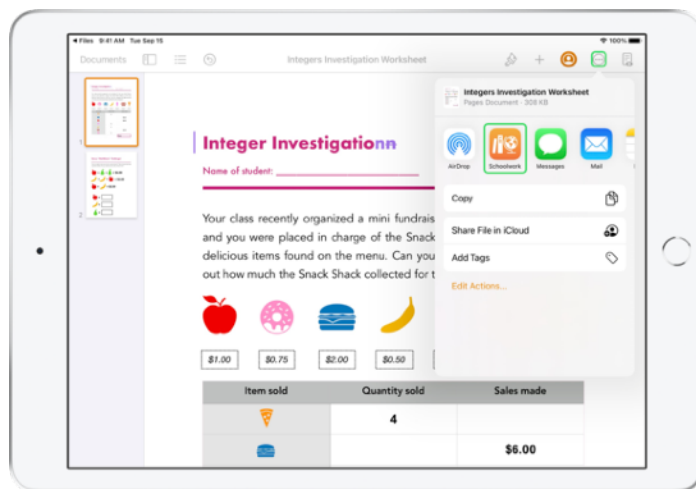 Files 9:41 AM Tue Sep 15
100%
Documents
Integers Investigation Worksheet
Integers Investigation Worksheet
Pages Document - 308 KB
AirDrop
Schoolwork
Messages
Mail
Copy
Share File in iCloud
Add Tags
Edit Actions...
1
2
Integer Investigationn
Name of student:
Your class recently organized a mini fundrais
and you were placed in charge of the Snack
delicious items found on the menu. Can you
out how much the Snack Shack collected for t
$1.00 $0.75 $2.00 $0.50
Item sold Quantity sold Sales made
4
$6.00